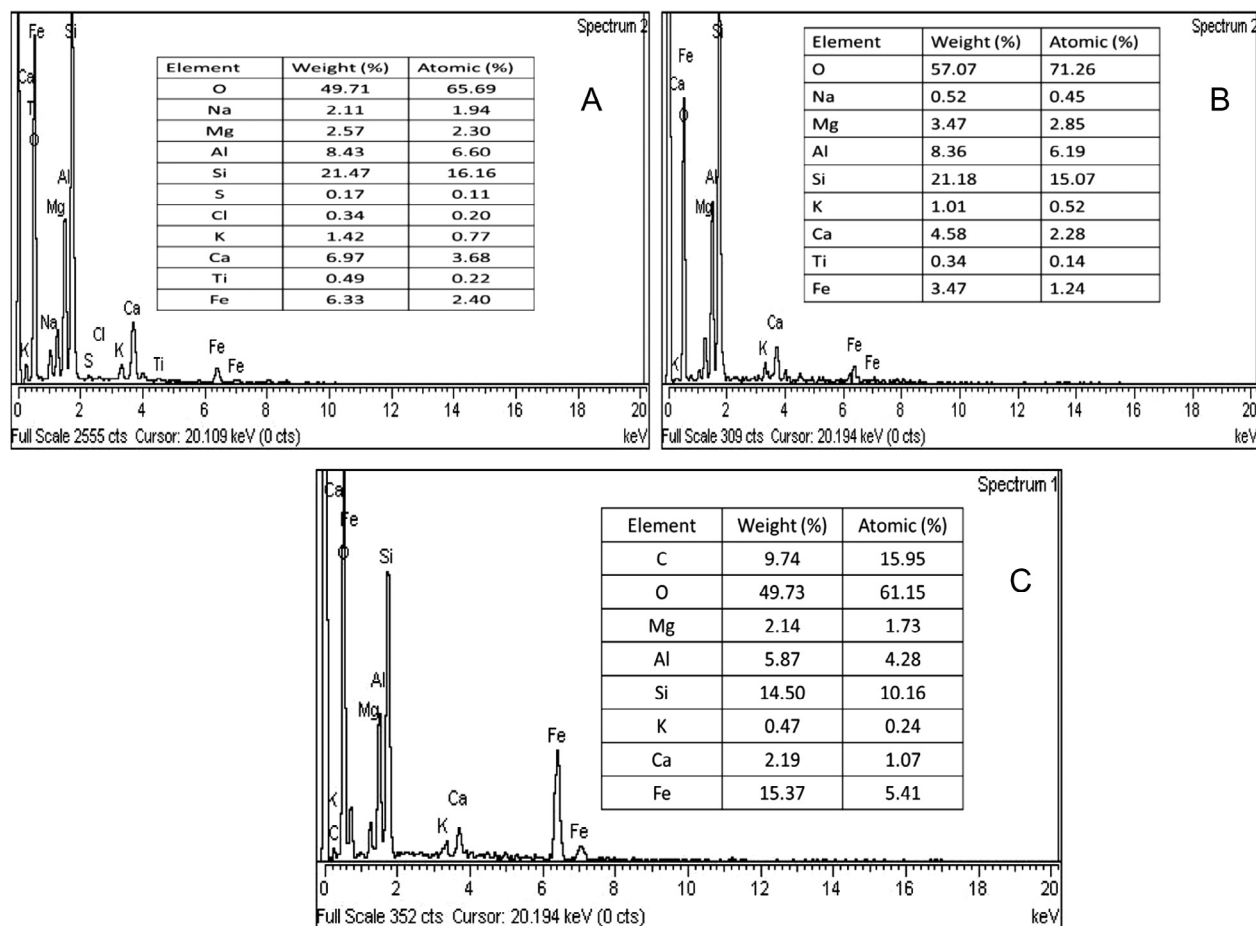 Spectrum 2
A
Fe
Si
Ca
T
O
Al
Mg
Na
K
S
Cl
K
Ca
Ti
Fe
Fe
Element Weight (%) Atomic (%)
O 49.71 65.69
Na 2.11 1.94
Mg 2.57 2.30
Al 8.43 6.60
Si 21.47 16.16
S 0.17 0.11
Cl 0.34 0.20
K 1.42 0.77
Ca 6.97 3.68
Ti 0.49 0.22
Fe 6.33 2.40
0 2 4 6 8 10 12 14 16 18 20
Full Scale 2555 cts Cursor: 20.109 keV (0 cts) keV
Spectrum 2
B
Si
Fe
Ca
O
Al
Mg
K
K
Ca
Fe
Fe
Element Weight (%) Atomic (%)
O 57.07 71.26
Na 0.52 0.45
Mg 3.47 2.85
Al 8.36 6.19
Si 21.18 15.07
K 1.01 0.52
Ca 4.58 2.28
Ti 0.34 0.14
Fe 3.47 1.24
0 2 4 6 8 10 12 14 16 18 20
Full Scale 309 cts Cursor: 20.194 keV (0 cts) keV
Spectrum 1
C
Ca
Fe
O
Si
Al
Mg
K
C
K
Ca
Fe
Fe
Element Weight (%) Atomic (%)
C 9.74 15.95
O 49.73 61.15
Mg 2.14 1.73
Al 5.87 4.28
Si 14.50 10.16
K 0.47 0.24
Ca 2.19 1.07
Fe 15.37 5.41
0 2 4 6 8 10 12 14 16 18 20
Full Scale 352 cts Cursor: 20.194 keV (0 cts) keV